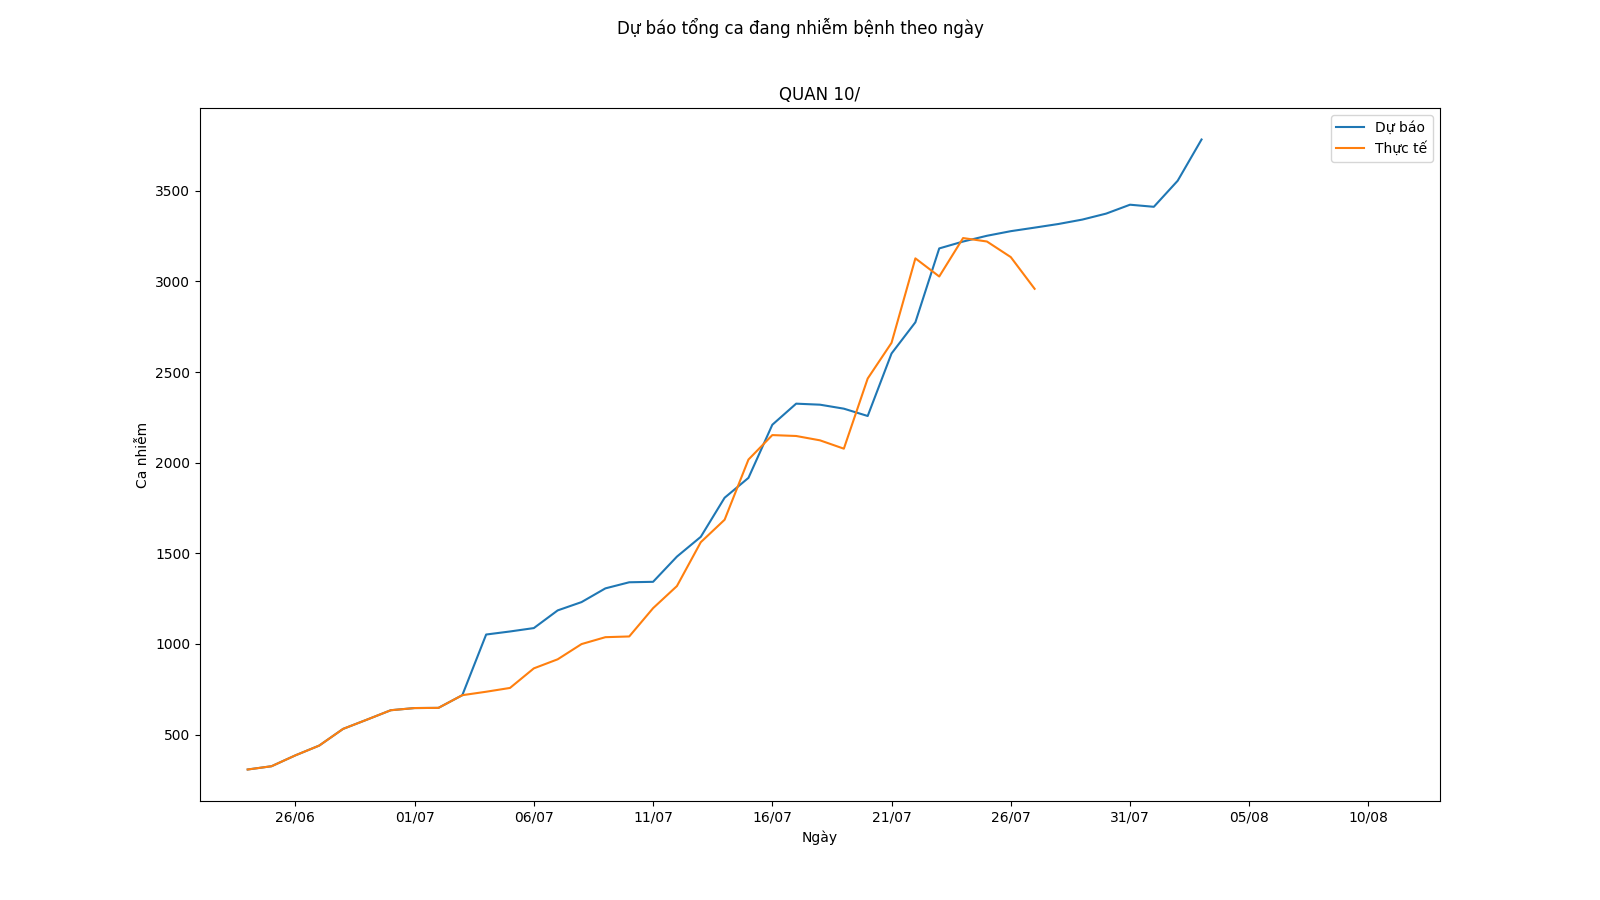 Dự báo tổng ca đang nhiễm bệnh theo ngày
QUAN 10/
Dự báo
Thực tế
3500
3000
2500
2000
1500
1000
500
Ca nhiễm
26/06
01/07
06/07
11/07
16/07
21/07
26/07
31/07
05/08
10/08
Ngày